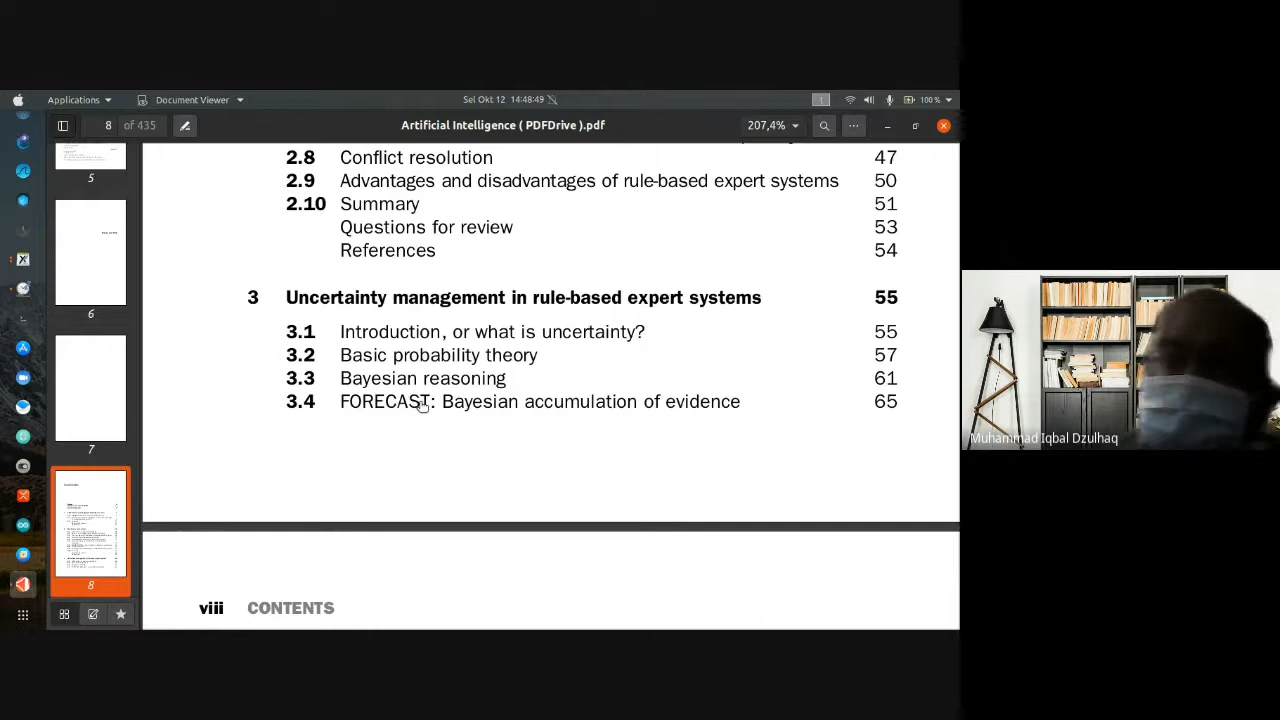 Applications
Document Viewer
Sel Okt 12 14:48:49
1
100 %
8 of 435
Artificial Intelligence ( PDFDrive ).pdf
207,4%
5
6
7
8
2.8 Conflict resolution 47
2.9 Advantages and disadvantages of rule-based expert systems 50
2.10 Summary 51
Questions for review 53
References 54
3 Uncertainty management in rule-based expert systems 55
3.1 Introduction, or what is uncertainty? 55
3.2 Basic probability theory 57
3.3 Bayesian reasoning 61
3.4 FORECAST: Bayesian accumulation of evidence 65
viii CONTENTS
Muhammad Iqbal Dzulhaq